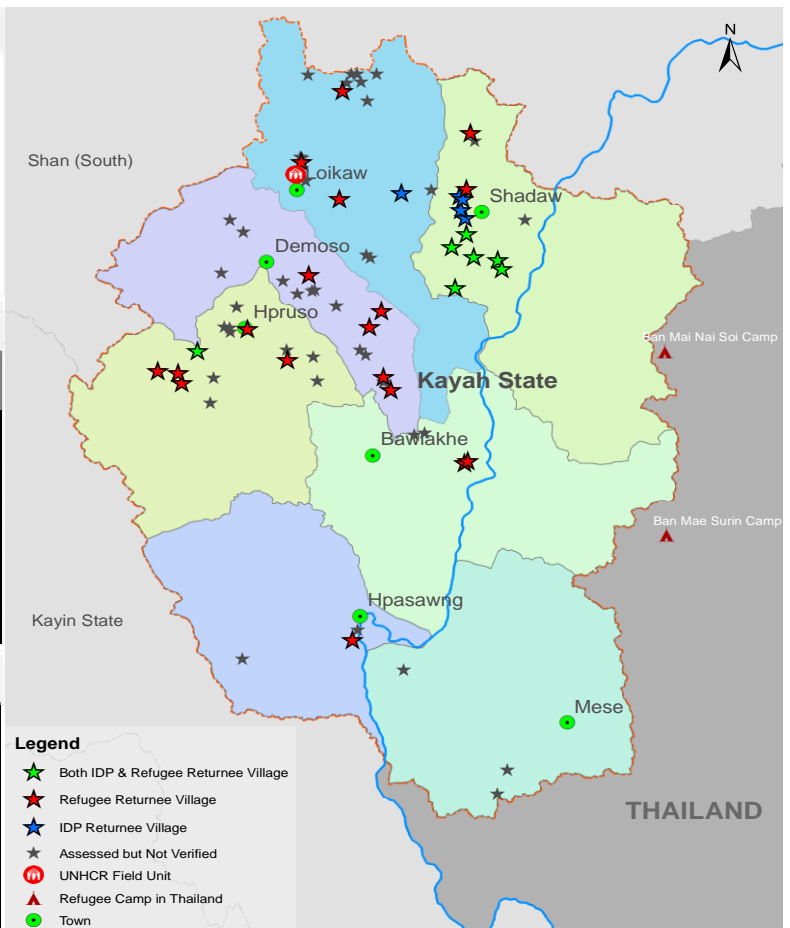 N
Shan (South)
Loikaw
Shadaw
Demoso
Hpruso
Ban Mai Nai Soi Camp
Kayah State
Bawlakhe
Ban Mae Surin Camp
Hpasawng
Kayin State
Mese
THAILAND
Legend
Both IDP & Refugee Returnee Village
Refugee Returnee Village
IDP Returnee Village
Assessed but Not Verified
UNHCR Field Unit
Refugee Camp in Thailand
Town